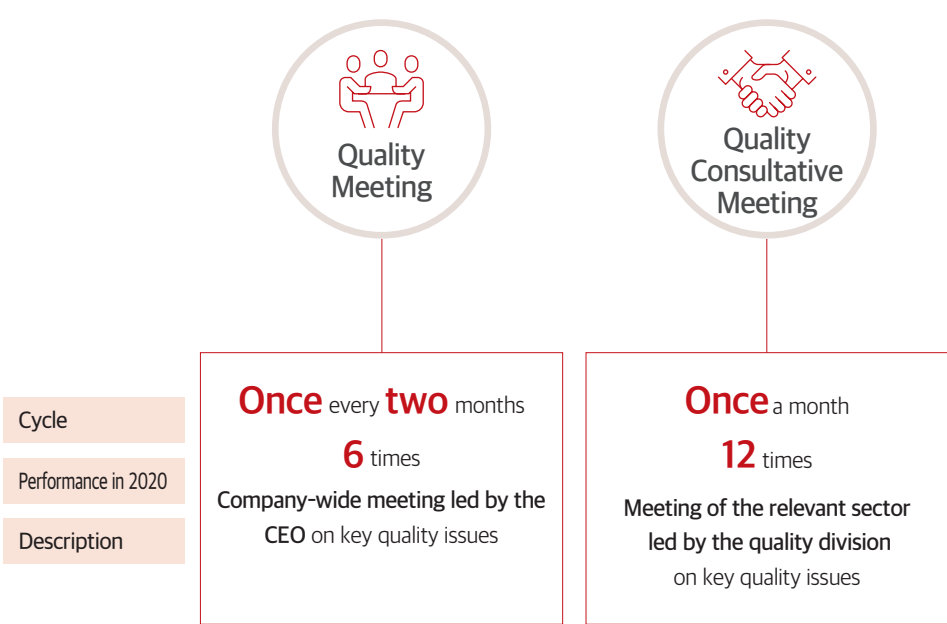 Quality
Meeting
Quality
Consultative
Meeting
Cycle
Performance in 2020
Description
Once every two months
6 times
Company-wide meeting led by the
CEO on key quality issues
Once a month
12 times
Meeting of the relevant sector
led by the quality division
on key quality issues